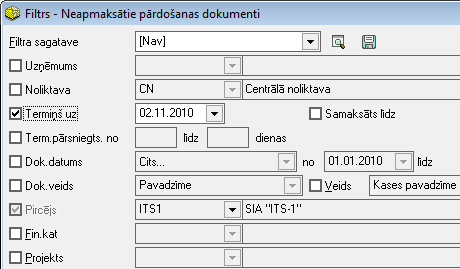 Filtrs - Neapmaksātie pārdošanas dokumenti
Filtra sagatave [Nav]
Uzņēmums
Noliktava CN Centrālā noliktava
Termiņš uz 02.11.2010 Samaksāts līdz
Term.pārsniegts. no līdz dienas
Dok.datums Cits... no 01.01.2010 līdz
Dok.veids Pavadzīme Veids Kases pavadzīme
Pircējs ITS1 SIA "ITS-1"
Fin.kat
Projekts